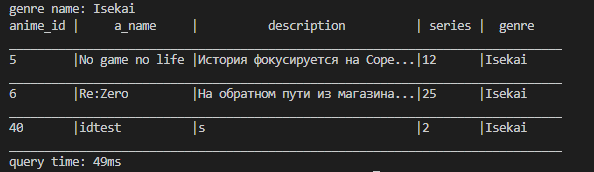 genre name: Isekai
anime_id | a_name | description | series | genre
5 |No game no life |История фокусируется на Соре...|12 |Isekai
6 |Re:Zero |На обратном пути из магазина...|25 |Isekai
40 |idtest |s |2 |Isekai
query time: 49ms